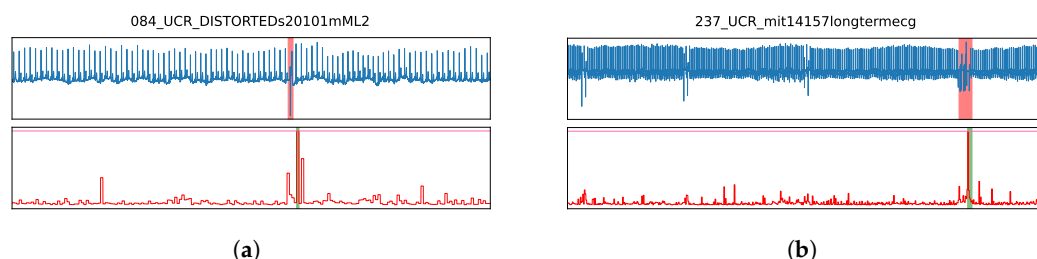 084_UCR_DISTORTEDs20101mML2
237_UCR_mit14157longtermecg
(a)
(b)